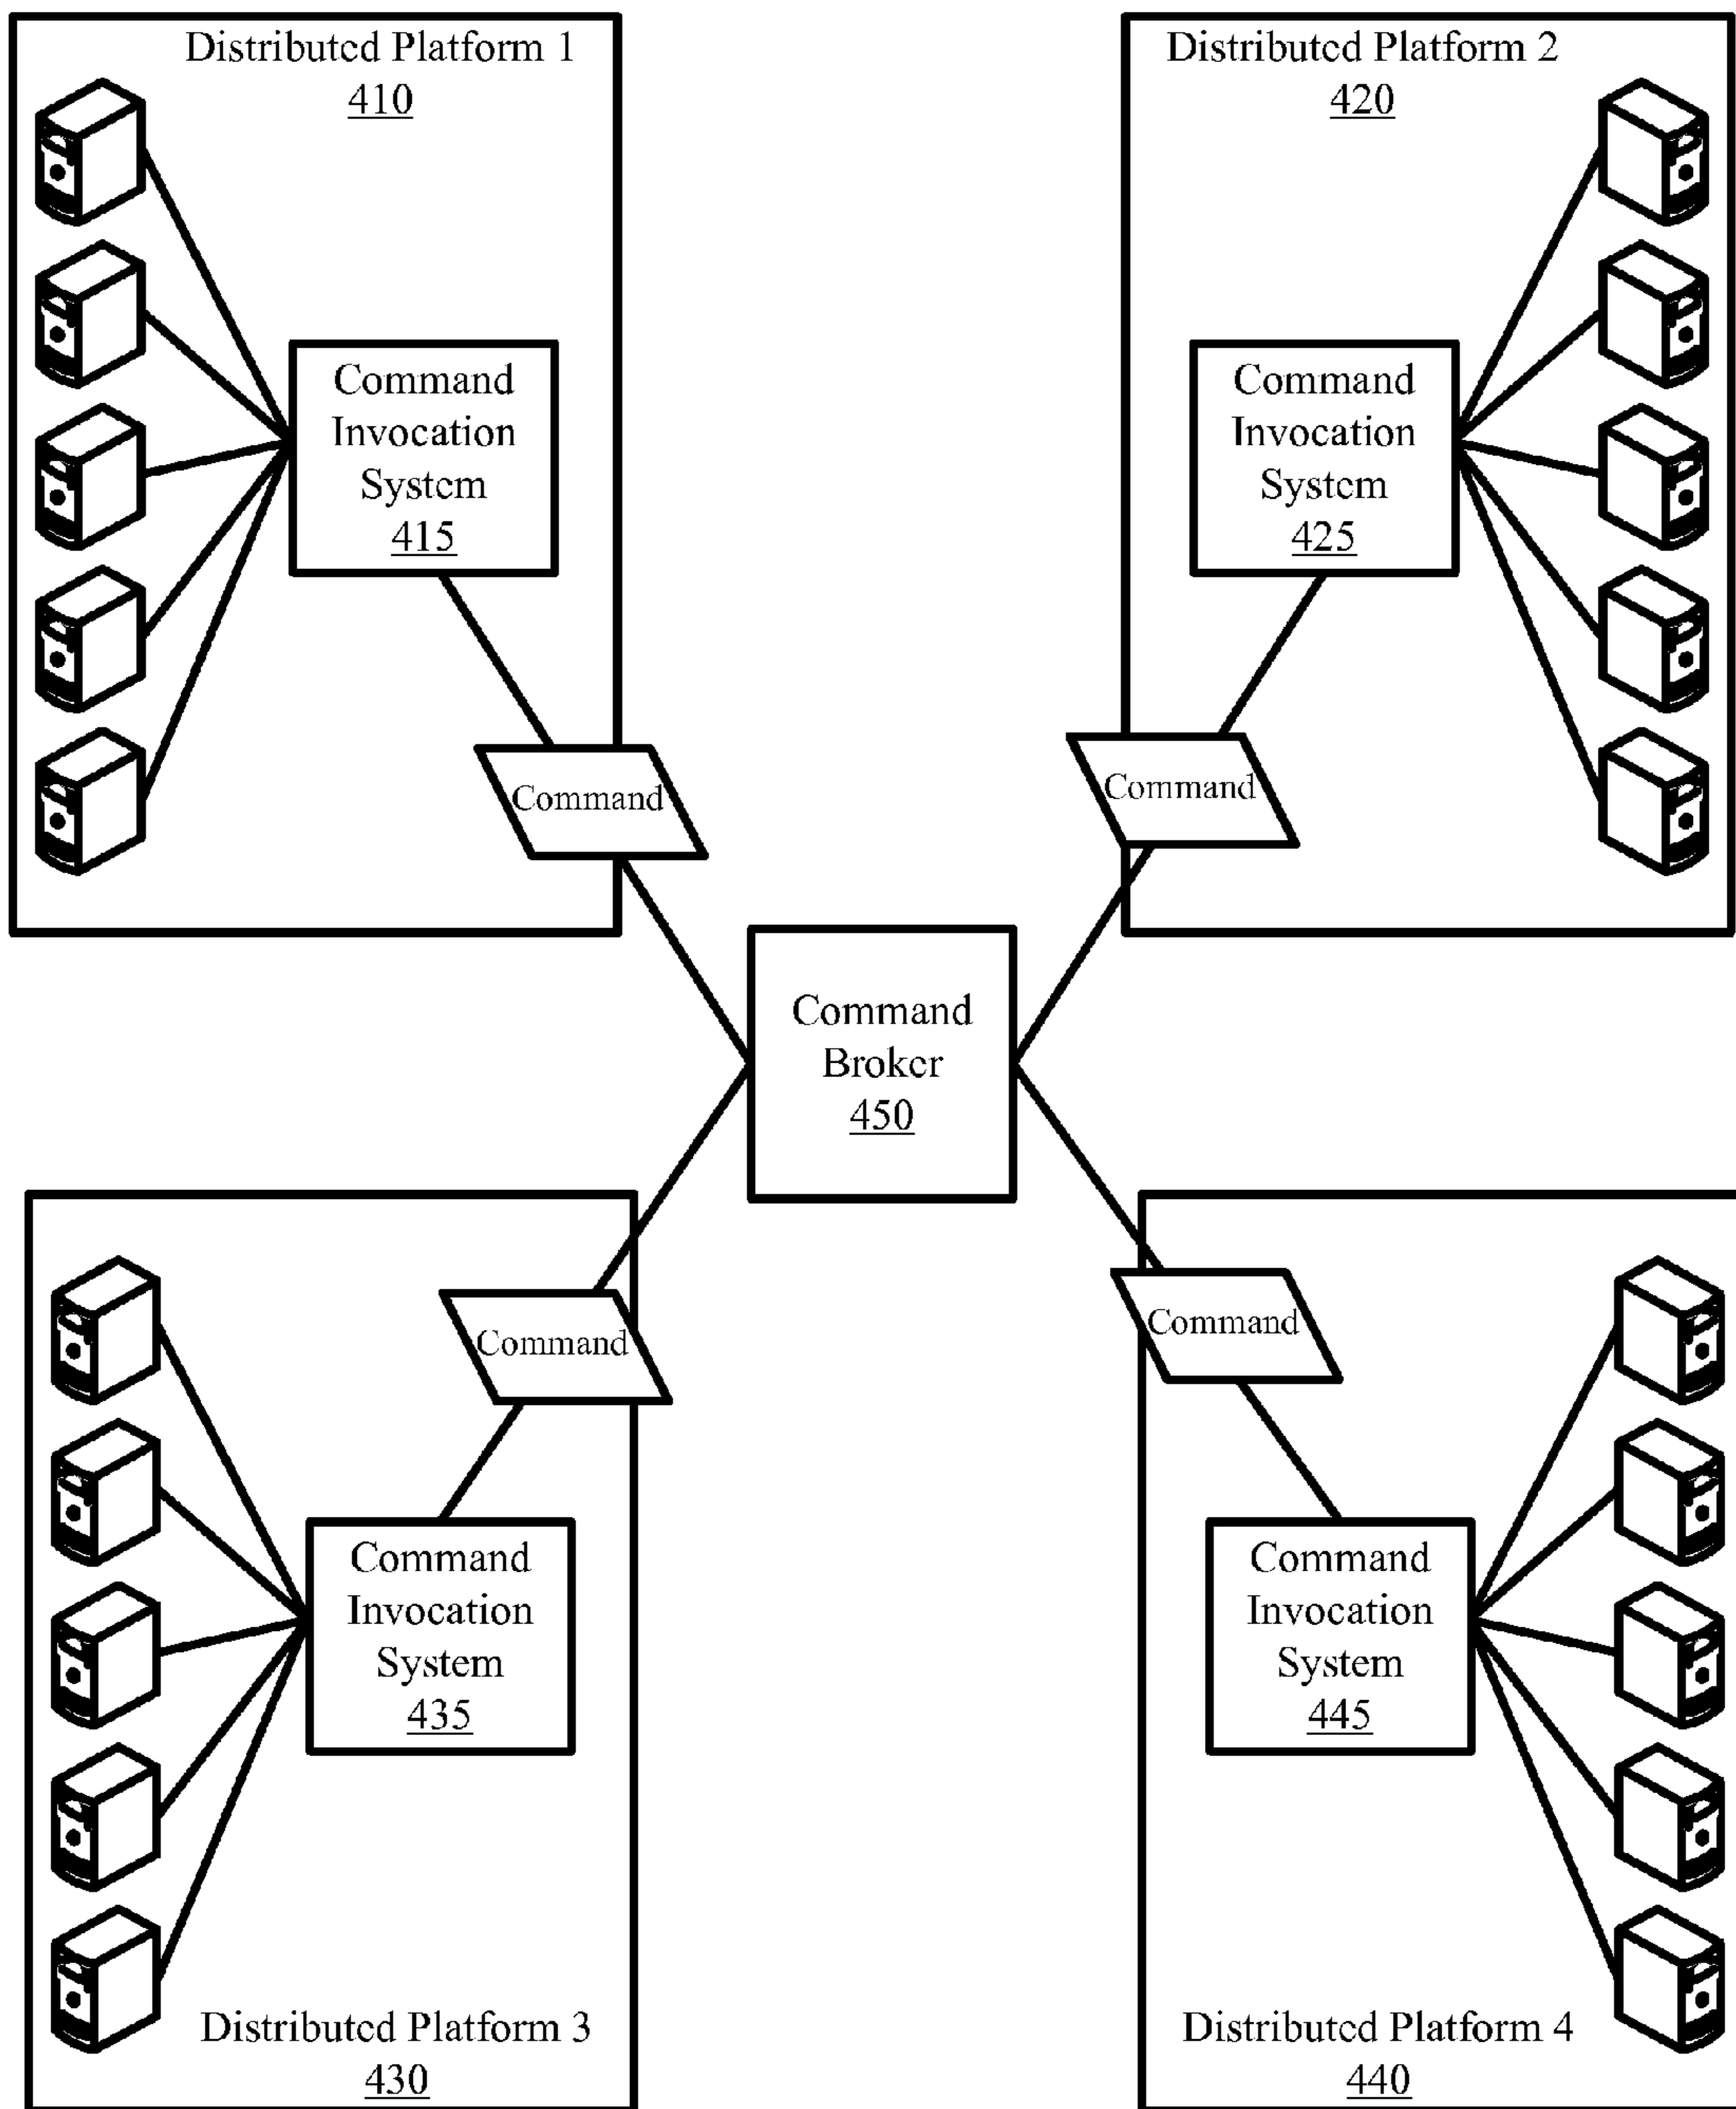 Distributed Platform 1
410
Command
Invocation
System
415
Command
Distributed Platform 2
420
Command
Invocation
System
425
Command
Command
Broker
450
Command
Command
Invocation
System
435
Distributed Platform 3
430
Command
Command
Invocation
System
445
Distributed Platform 4
440